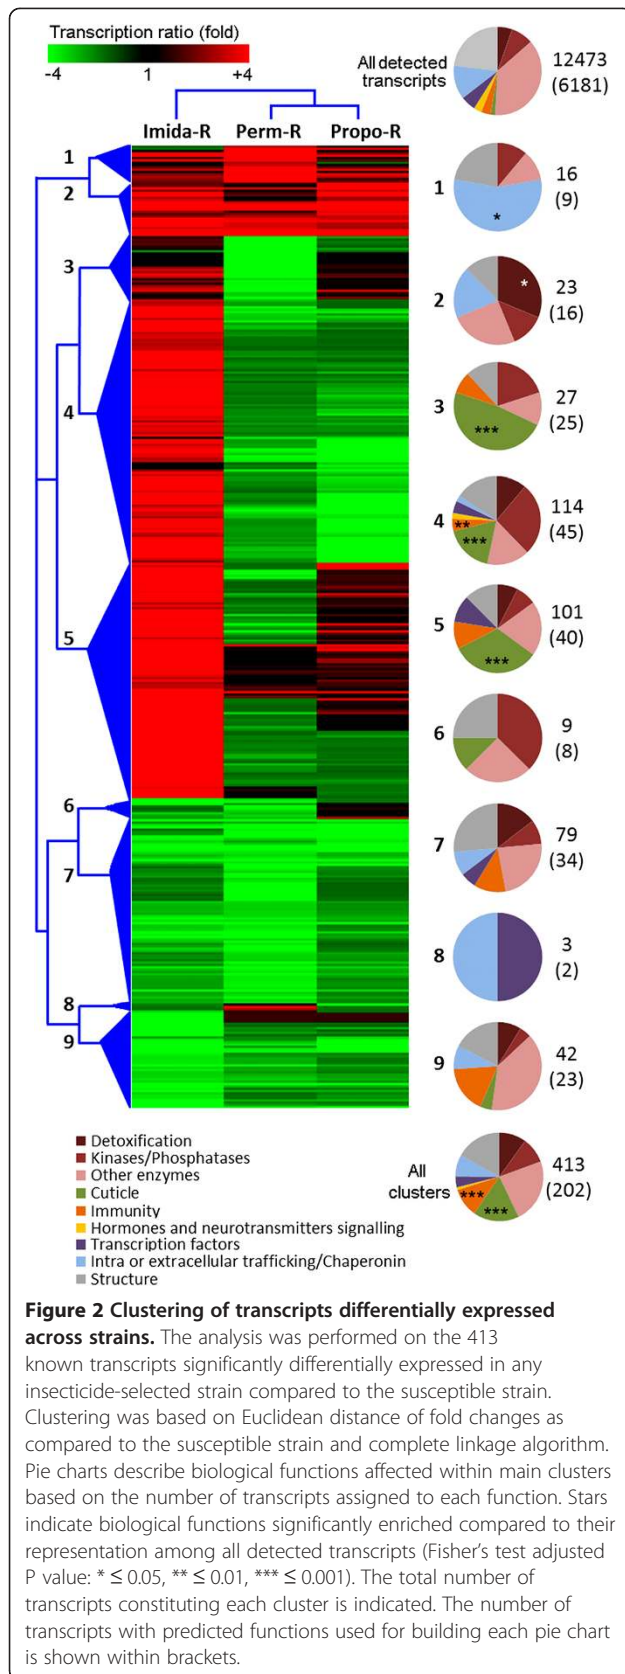 Transcription ratio (fold)
-4 1 +4
All detected
transcripts
12473
(6181)
Imida-R Perm-R Propo-R
1
2
3
4
5
6
7
8
9
1
*
16
(9)
2
*
23
(16)
3
***
27
(25)
4
**
***
114
(45)
5
***
101
(40)
6
9
(8)
7
79
(34)
8
3
(2)
9
42
(23)
All
clusters
***
***
413
(202)
Detoxification
Kinases/Phosphatases
Other enzymes
Cuticle
Immunity
Hormones and neurotransmitters signalling
Transcription factors
Intra or extracellular trafficking/Chaperonin
Structure
Figure 2 Clustering of transcripts differentially expressed
across strains. The analysis was performed on the 413
known transcripts significantly differentially expressed in any
insecticide-selected strain compared to the susceptible strain.
Clustering was based on Euclidean distance of fold changes as
compared to the susceptible strain and complete linkage algorithm.
Pie charts describe biological functions affected within main clusters
based on the number of transcripts assigned to each function. Stars
indicate biological functions significantly enriched compared to their
representation among all detected transcripts (Fisher's test adjusted
P value: * ≤ 0.05, ** ≤ 0.01, *** ≤ 0.001). The total number of
transcripts constituting each cluster is indicated. The number of
transcripts with predicted functions used for building each pie chart
is shown within brackets.